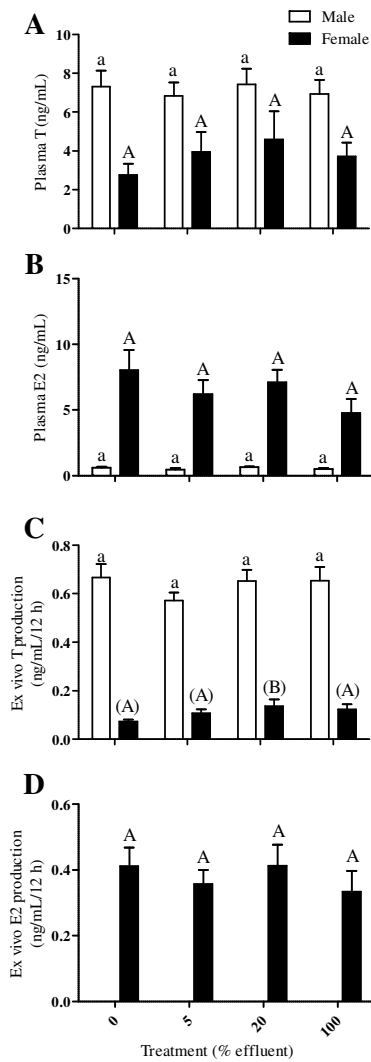 A
Male
Female
Plasma T (ng/mL)
10
8
6
4
2
0
a
A
a
A
a
A
a
A
B
Plasma E2 (ng/mL)
15
10
5
0
a
A
a
A
a
A
a
A
C
Ex vivo T production
(ng/mL/12 h)
0.8
0.6
0.4
0.2
0.0
a
(A)
a
(A)
a
(B)
a
(A)
D
Ex vivo E2 production
(ng/mL/12 h)
0.6
0.4
0.2
0.0
A
A
A
A
0
5
20
100
Treatment (% effluent)